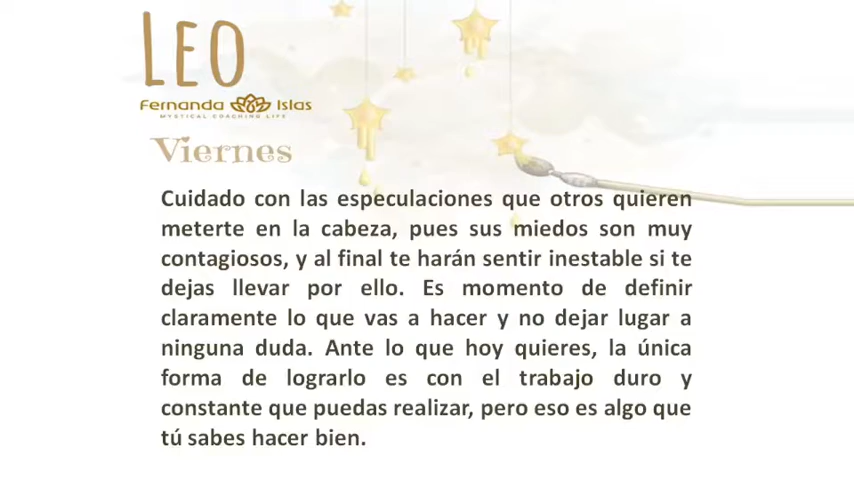 LEO
Fernanda Islas
MYSTICAL COACHING LIFE
Viernes
Cuidado con las especulaciones que otros quieren
meterte en la cabeza, pues sus miedos son muy
contagiosos, y al final te harán sentir inestable si te
dejas llevar por ello. Es momento de definir
claramente lo que vas a hacer y no dejar lugar a
ninguna duda. Ante lo que hoy quieres, la única
forma de lograrlo es con el trabajo duro y
constante que puedas realizar, pero eso es algo que
tú sabes hacer bien.